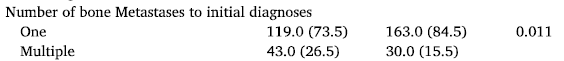 Number of bone Metastases to initial diagnoses
One 119.0 (73.5) 163.0 (84.5) 0.011
Multiple 43.0 (26.5) 30.0 (15.5)